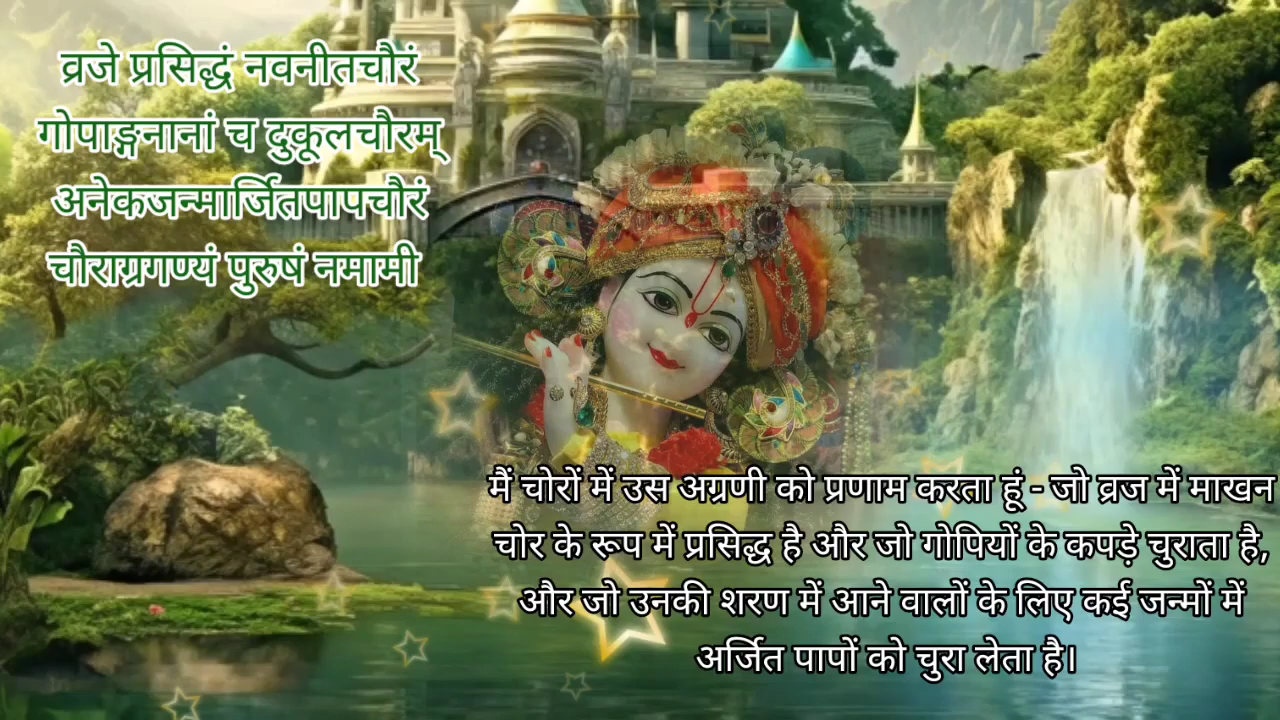 व्रजे प्रसिद्धं नवनीतचौरं
गोपाङ्गनानां च दुकूलचौरम्
अनेकजन्मार्जितपापचौरं
चौराग्रगण्यं पुरुषं नमामी
मैं चोरों में उस अग्रणी को प्रणाम करता हूं - जो व्रज में माखन
चोर के रूप में प्रसिद्ध है और जो गोपियों के कपड़े चुराता है,
और जो उनकी शरण में आने वालों के लिए कई जन्मों में
अर्जित पापों को चुरा लेता है।